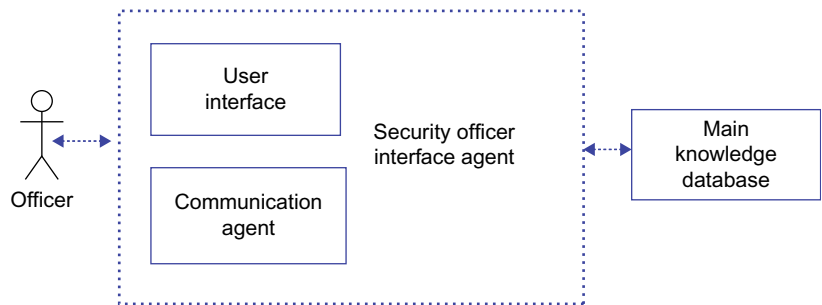 User
interface
Security officer
interface agent
Main
knowledge
database
Officer
Communication
agent